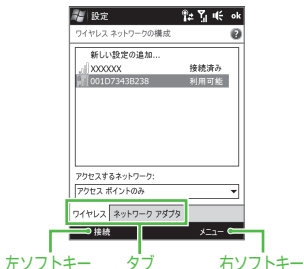 設定 ok
ワイヤレス ネットワークの構成
新しい設定の追加...
XXXXXX 接続済み
001D7343B238 利用可能
アクセスするネットワーク:
アクセス ポイントのみ
ワイヤレス ネットワーク アダプタ
接続 メニュー
左ソフトキー タブ 右ソフトキー